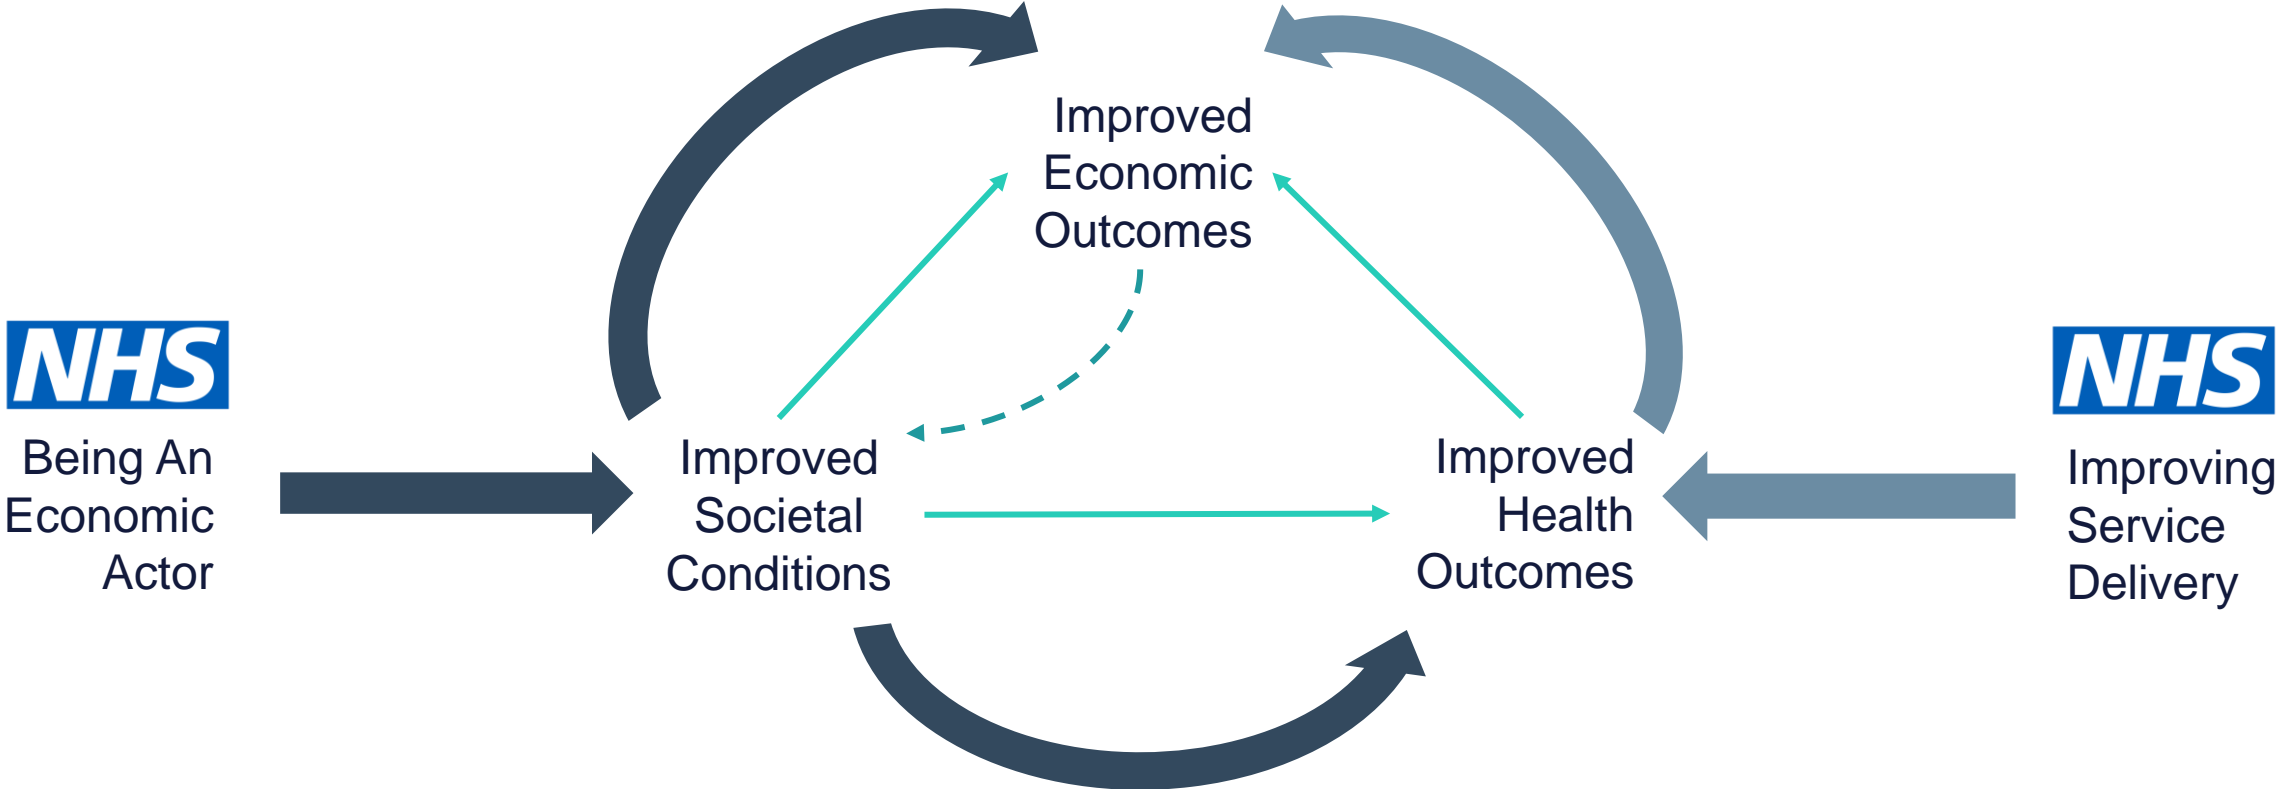 Improved
Economic
Outcomes
NHS
Being An
Economic
Actor
Improved
Societal
Conditions
Improved
Health
Outcomes
NHS
Improving
Service
Delivery